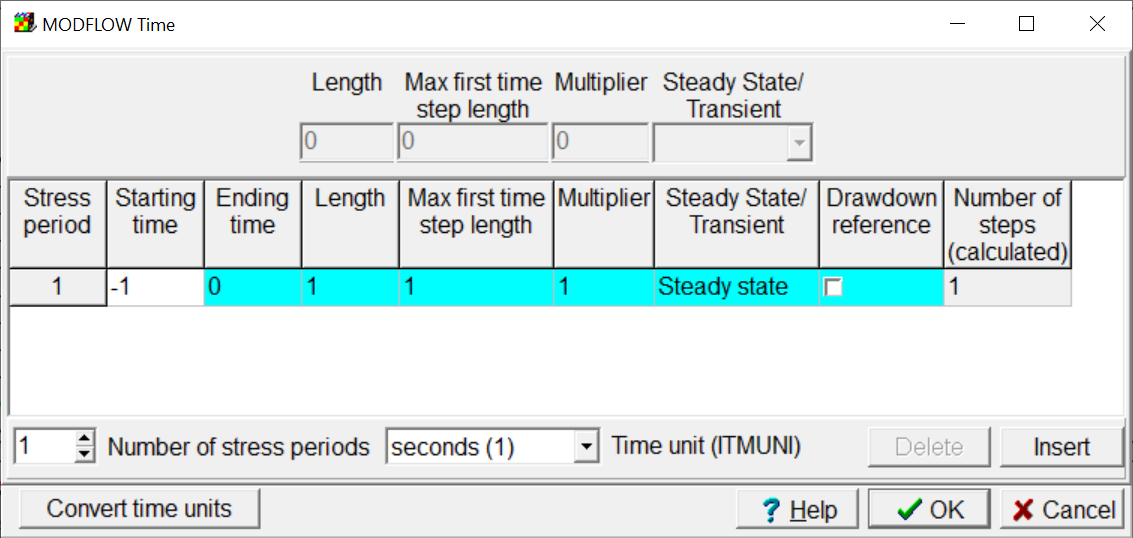 MODFLOW Time
Length Max first time step length Multiplier Steady State/ Transient
0 0 0
Stress period Starting time Ending time Length Max first time step length Multiplier Steady State/ Transient Drawdown reference Number of steps (calculated)
1 -1 0 1 1 1 Steady state 1
1 Number of stress periods seconds (1) Time unit (ITMUNI) Delete Insert
Convert time units ? Help OK Cancel